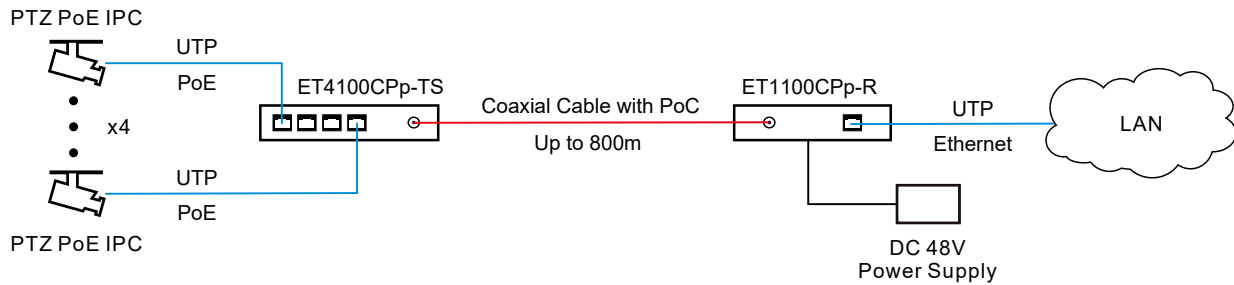 PTZ PoE IPC
UTP
PoE
x4
UTP
PoE
PTZ PoE IPC
ET4100CPp-TS
Coaxial Cable with PoC
Up to 800m
ET1100CPp-R
UTP
Ethernet
LAN
DC 48V
Power Supply